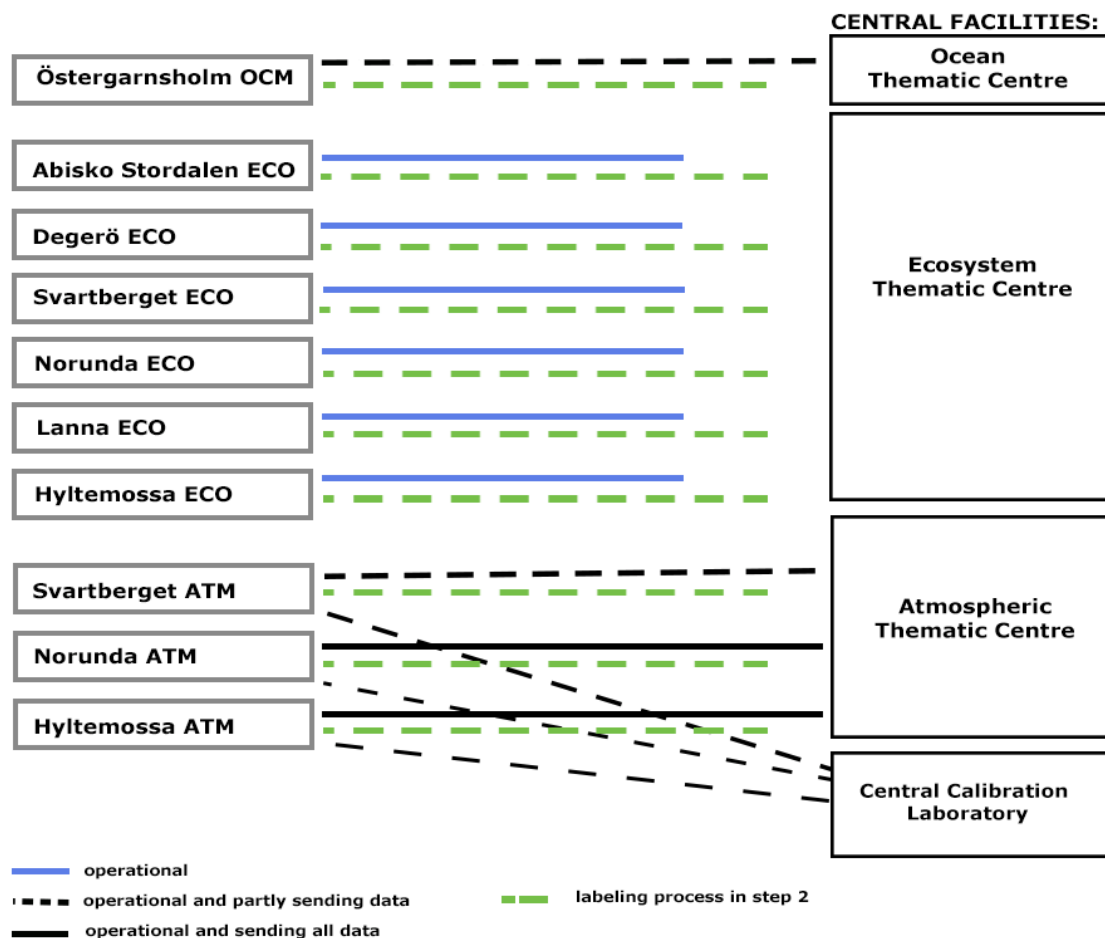 CENTRAL FACILITIES:
Östergarnsholm OCM
Ocean
Thematic Centre
Abisko Stordalen ECO
Degerö ECO
Svartberget ECO
Norunda ECO
Lanna ECO
Hyltemossa ECO
Ecosystem
Thematic Centre
Svartberget ATM
Norunda ATM
Hyltemossa ATM
Atmospheric
Thematic Centre
Central Calibration
Laboratory
operational
operational and partly sending data
operational and sending all data
labeling process in step 2